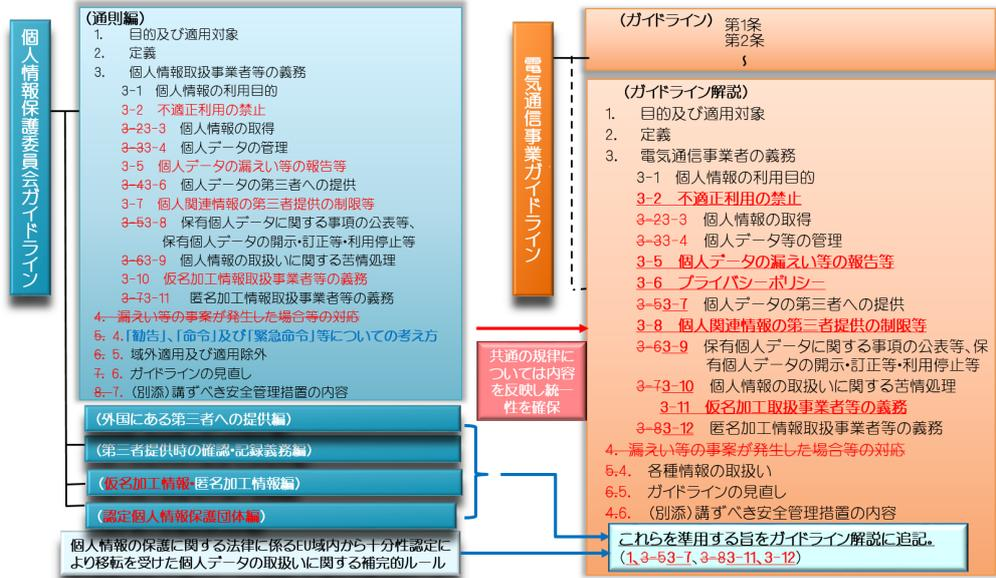 個人情報保護委員会ガイドライン
（通則編）
1. 目的及び適用対象
2. 定義
3. 個人情報取扱事業者等の義務
3-1 個人情報の利用目的
3-2 不適正利用の禁止
3-23-3 個人情報の取得
3-33-4 個人データの管理
3-5 個人データの漏えい等の報告等
3-43-6 個人データの第三者への提供
3-7 個人関連情報の第三者提供の制限等
3-53-8 保有個人データに関する事項の公表等、
保有個人データの開示・訂正等・利用停止等
3-63-9 個人情報の取扱いに関する苦情処理
3-10 仮名加工情報取扱事業者等の義務
3-73-11 匿名加工情報取扱事業者等の義務
4. 漏えい等の事案が発生した場合等の対応
5. 4.「勧告」、「命令」及び「緊急命令」等についての考え方
6. 5. 域外適用及び適用除外
7. 6. ガイドラインの見直し
8. 7. （別添）講ずべき安全管理措置の内容
（外国にある第三者への提供編）
（第三者提供時の確認・記録義務編）
（仮名加工情報・匿名加工情報編）
（認定個人情報保護団体編）
個人情報の保護に関する法律に係るEU域内から十分性認定に
より移転を受けた個人データの取扱いに関する補完的ルール
共通の規律に
ついては内容
を反映し統一
性を確保
電気通信事業ガイドライン
（ガイドライン） 第1条
第2条
～
（ガイドライン解説）
1. 目的及び適用対象
2. 定義
3. 電気通信事業者の義務
3-1 個人情報の利用目的
3-2 不適正利用の禁止
3-23-3 個人情報の取得
3-33-4 個人データ等の管理
3-5 個人データの漏えい等の報告等
3-6 プライバシーポリシー
3-53-7 個人データの第三者への提供
3-8 個人関連情報の第三者提供の制限等
3-63-9 保有個人データに関する事項の公表等、保
有個人データの開示・訂正等・利用停止等
3-73-10 個人情報の取扱いに関する苦情処理
3-11 仮名加工取扱事業者等の義務
3-83-12 匿名加工情報取扱事業者等の義務
4. 漏えい等の事案が発生した場合等の対応
5.4. 各種情報の取扱い
6.5. ガイドラインの見直し
4.6. （別添）講ずべき安全管理措置の内容
これらを準用する旨をガイドライン解説に追記。
（1、3-53-7、3-83-11、3-12）